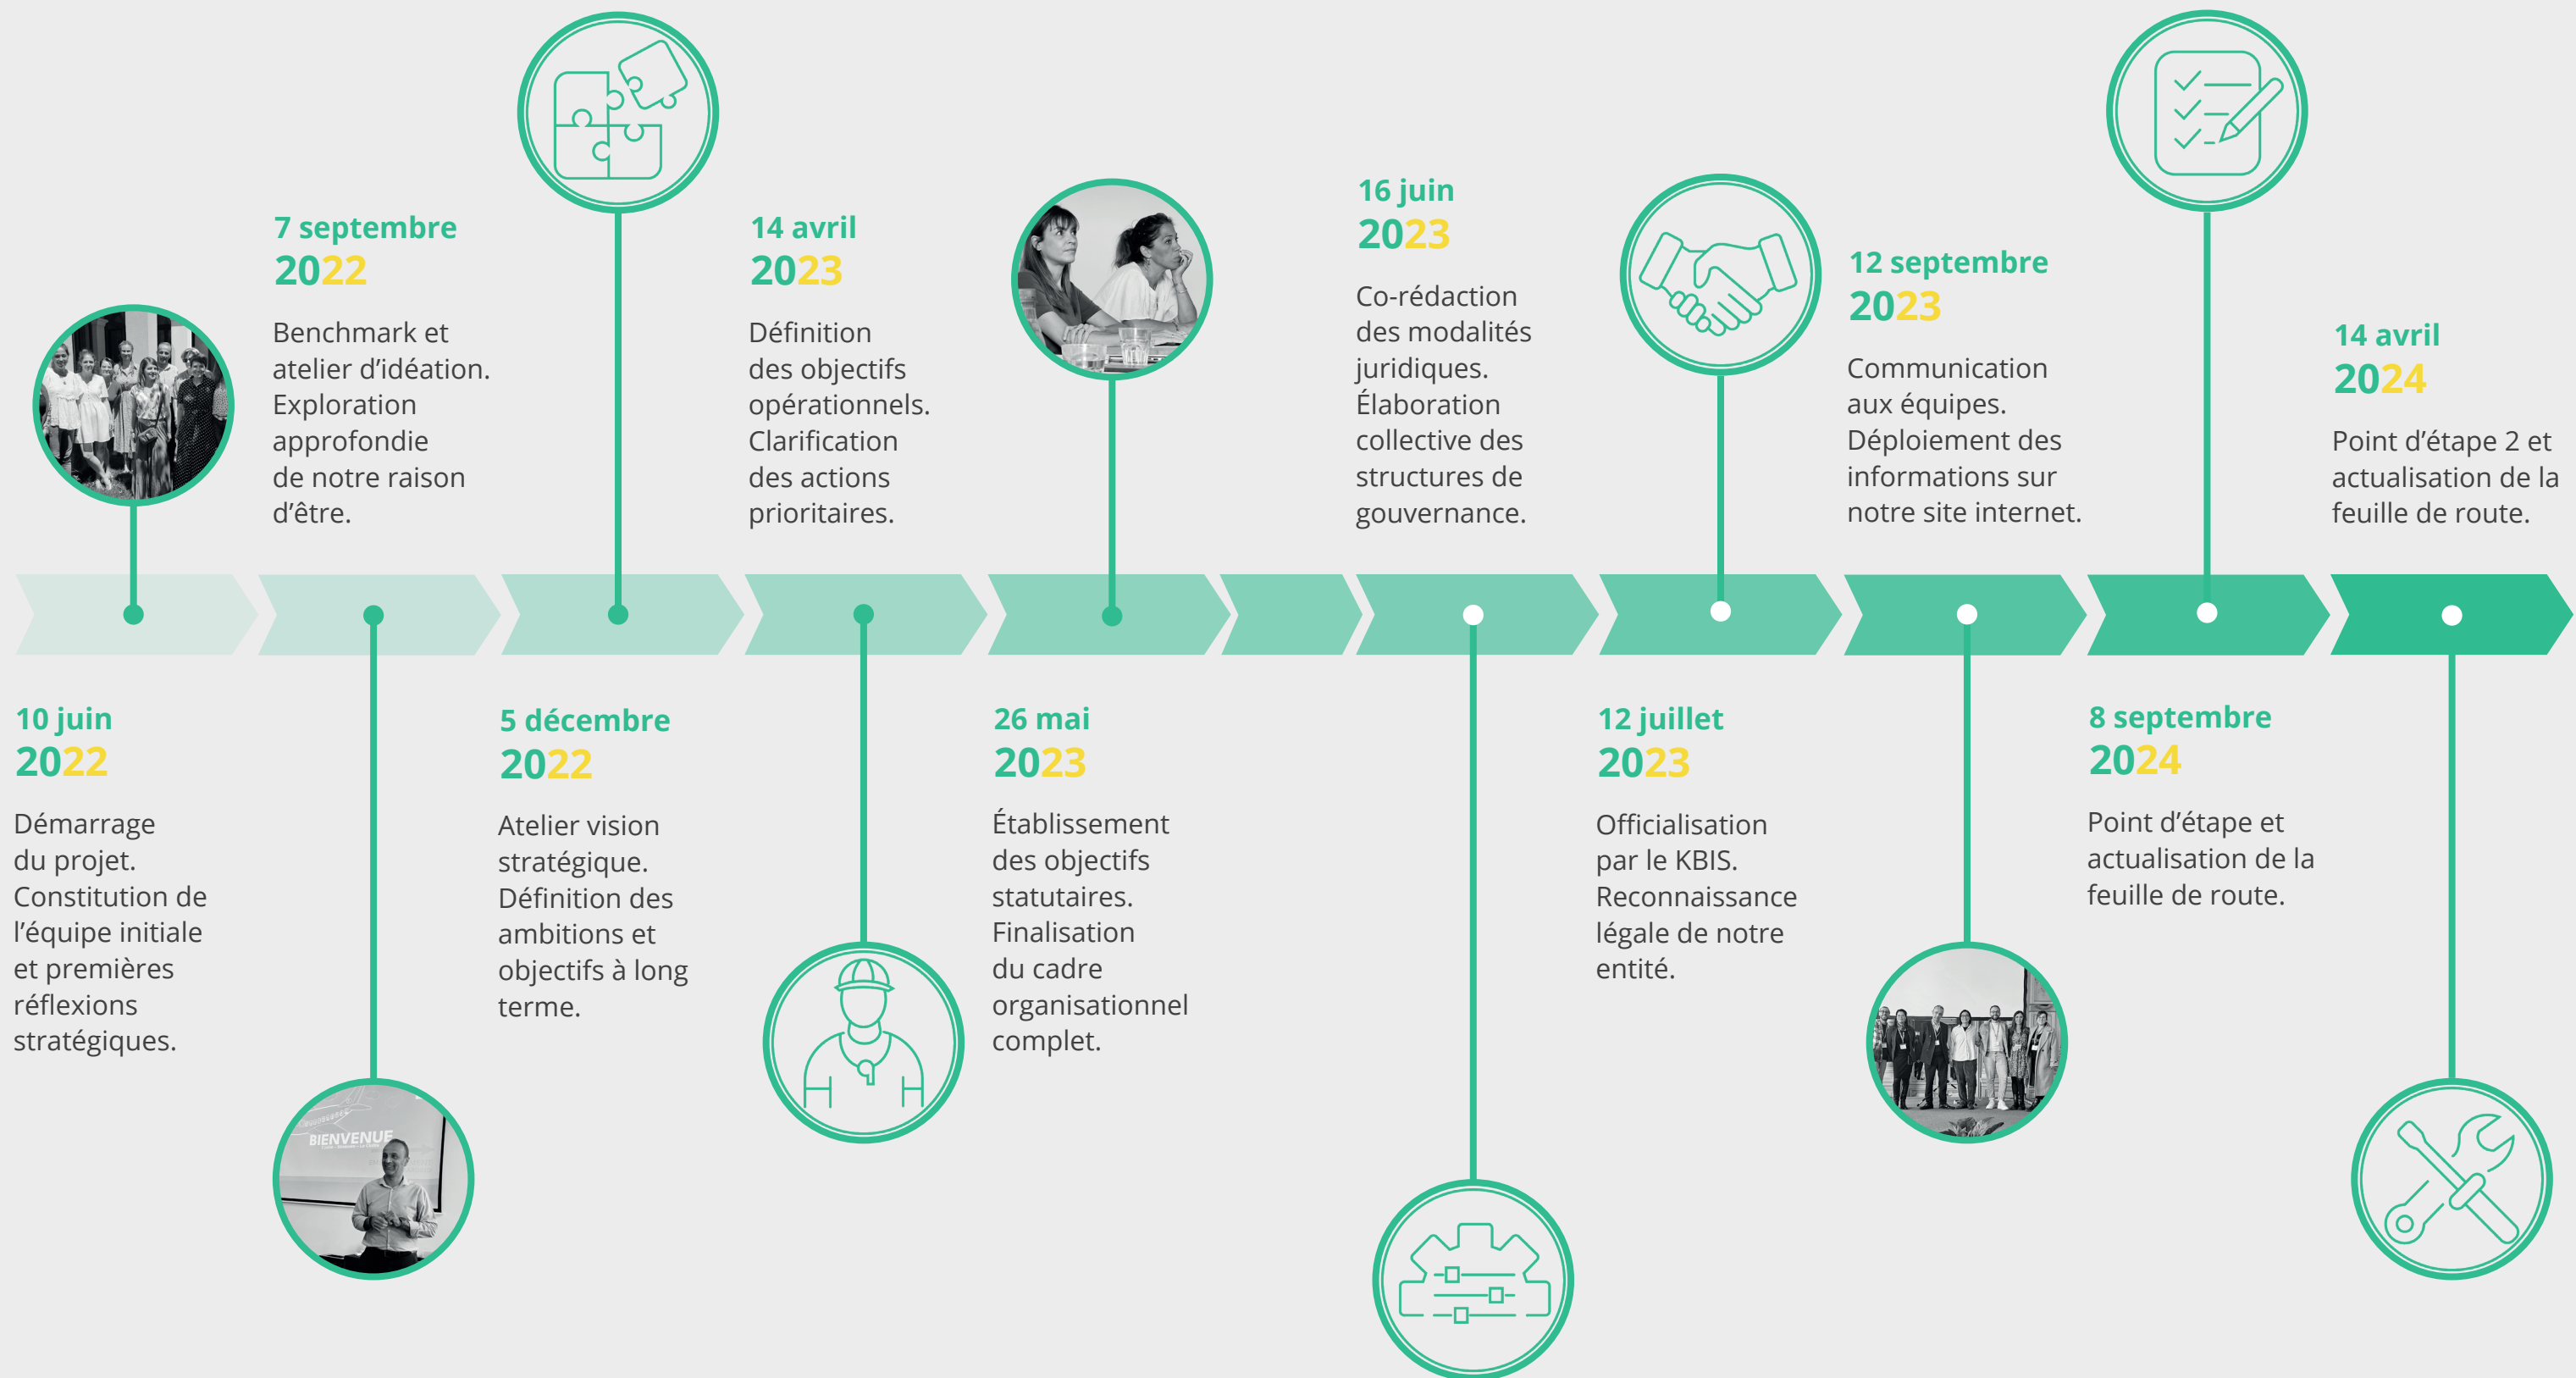 10 juin
2022
Démarrage
du projet.
Constitution de
l'équipe initiale
et premières
réflexions
stratégiques.
7 septembre
2022
Benchmark et
atelier d'idéation.
Exploration
approfondie
de notre raison
d'être.
BIENVENUE
5 décembre
2022
Atelier vision
stratégique.
Définition des
ambitions et
objectifs à long
terme.
14 avril
2023
Définition
des objectifs
opérationnels.
Clarification
des actions
prioritaires.
26 mai
2023
Établissement
des objectifs
statutaires.
Finalisation
du cadre
organisationnel
complet.
16 juin
2023
Co-rédaction
des modalités
juridiques.
Élaboration
collective des
structures de
gouvernance.
12 juillet
2023
Officialisation
par le KBIS.
Reconnaissance
légale de notre
entité.
12 septembre
2023
Communication
aux équipes.
Déploiement des
informations sur
notre site internet.
8 septembre
2024
Point d'étape et
actualisation de la
feuille de route.
14 avril
2024
Point d'étape 2 et
actualisation de la
feuille de route.